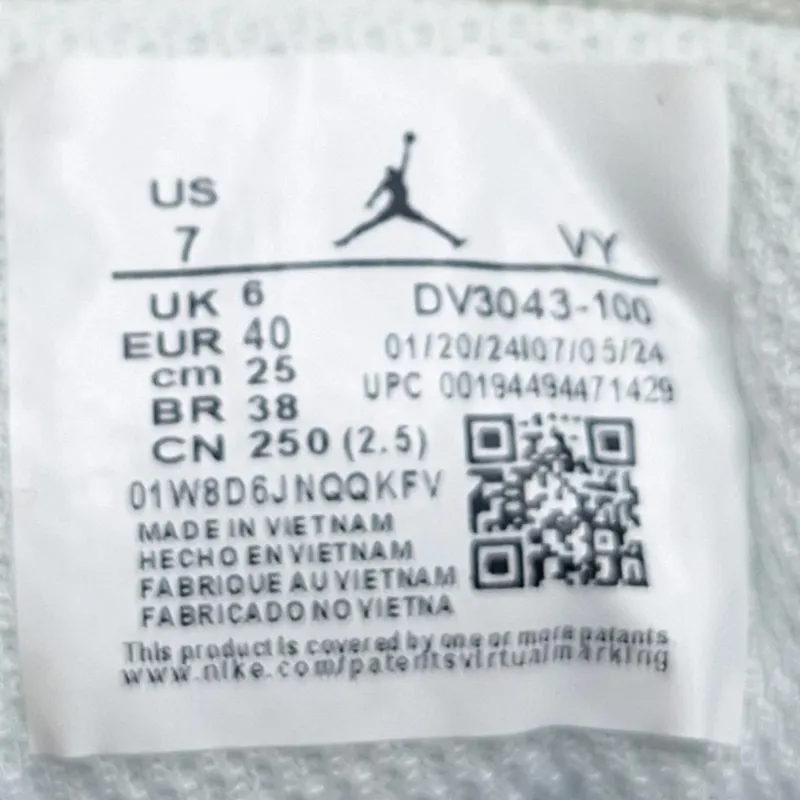 US
7
VY
UK 6
EUR 40
cm 25
BR 38
CN 250 (2.5)
DV3043-100
01/20/24|07/05/24
UPC 00194494471429
01W8D6JNQQKFV
MADE IN VIETNAM
HECHO EN VIETNAM
FABRIQUE AU VIETNAM
FABRICADO NO VIETNA
This product is covered by one or more patents
www.nike.com/patentsvirtualmarking